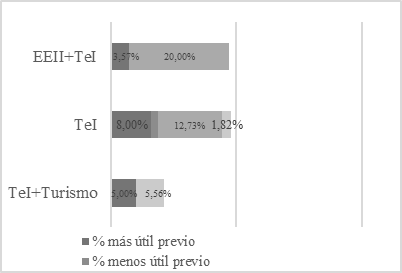 EEII+TeI
3,57% 20,00%
TeI
8,00% 12,73% 1,82%
TeI+Turismo
5,00% 5,56%
% más útil previo
% menos útil previo